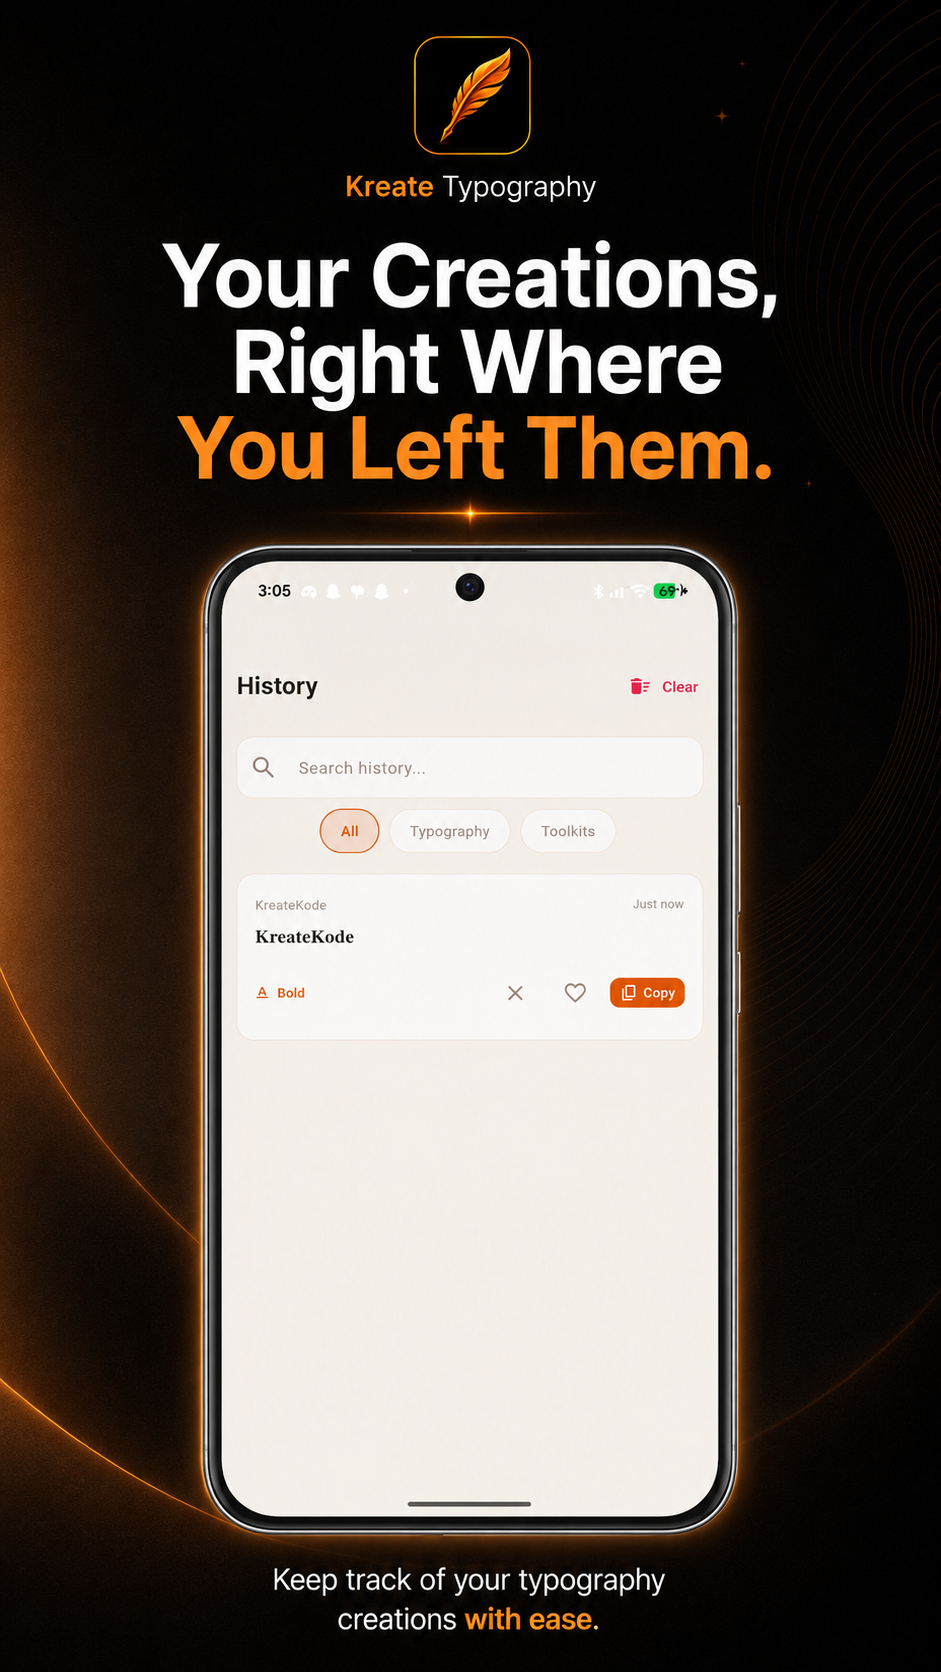 Kreate Typography
Your Creations,
Right Where
You Left Them.
3:05
69
History
Clear
Search history...
All
Typography
Toolkits
KreateKode
Just now
KreateKode
A Bold
Copy
Keep track of your typography
creations with ease.